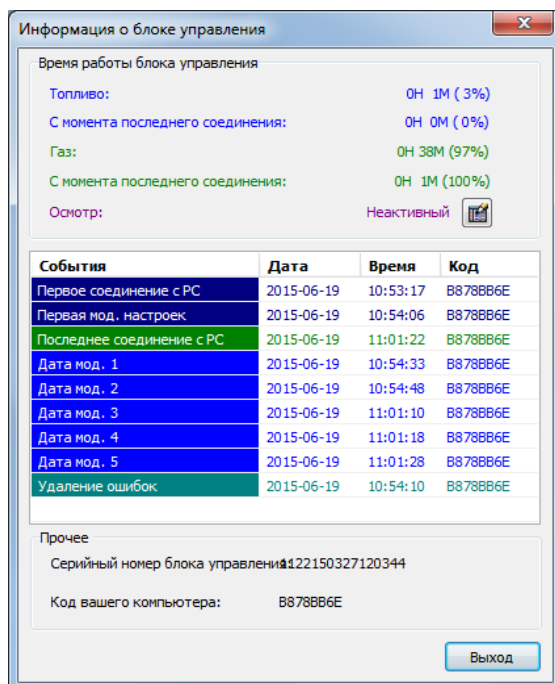 Информация о блоке управления
Время работы блока управления
Топливо: 0H 1M ( 3%)
С момента последнего соединения: 0H 0M ( 0%)
Газ: 0H 38M (97%)
С момента последнего соединения: 0H 1M (100%)
Осмотр: Неактивный
События Дата Время Код
Первое соединение с PC 2015-06-19 10:53:17 B878BB6E
Первая мод. настроек 2015-06-19 10:54:06 B878BB6E
Последнее соединение с PC 2015-06-19 11:01:22 B878BB6E
Дата мод. 1 2015-06-19 10:54:33 B878BB6E
Дата мод. 2 2015-06-19 10:54:48 B878BB6E
Дата мод. 3 2015-06-19 11:01:10 B878BB6E
Дата мод. 4 2015-06-19 11:01:18 B878BB6E
Дата мод. 5 2015-06-19 11:01:28 B878BB6E
Удаление ошибок 2015-06-19 10:54:10 B878BB6E
Прочее
Серийный номер блока управления: 1122150327120344
Код вашего компьютера: B878BB6E
Выход